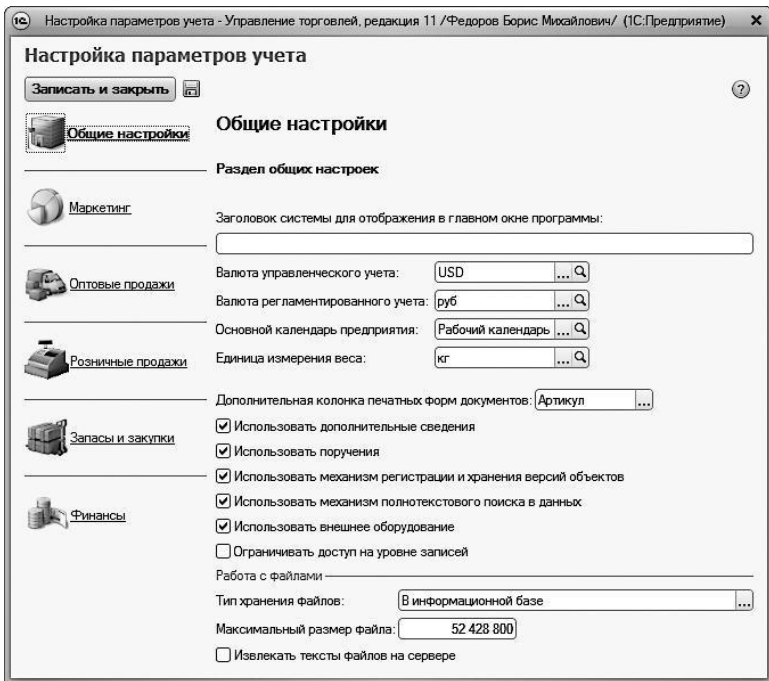 Настройка параметров учета - Управление торговлей, редакция 11 /Федоров Борис Михайлович/ (1С:Предприятие)
Настройка параметров учета
Записать и закрыть
Общие настройки
Маркетинг
Оптовые продажи
Розничные продажи
Запасы и закупки
Финансы
Общие настройки
Раздел общих настроек
Заголовок системы для отображения в главном окне программы:
Валюта управленческого учета: USD ...
Валюта регламентированного учета: руб ...
Основной календарь предприятия: Рабочий календарь ...
Единица измерения веса: кг ...
Дополнительная колонка печатных форм документов: Артикул ...
Использовать дополнительные сведения
Использовать поручения
Использовать механизм регистрации и хранения версий объектов
Использовать механизм полнотекстового поиска в данных
Использовать внешнее оборудование
Ограничивать доступ на уровне записей
Работа с файлами
Тип хранения файлов: В информационной базе ...
Максимальный размер файла: 52 428 800
Извлекать тексты файлов на сервере